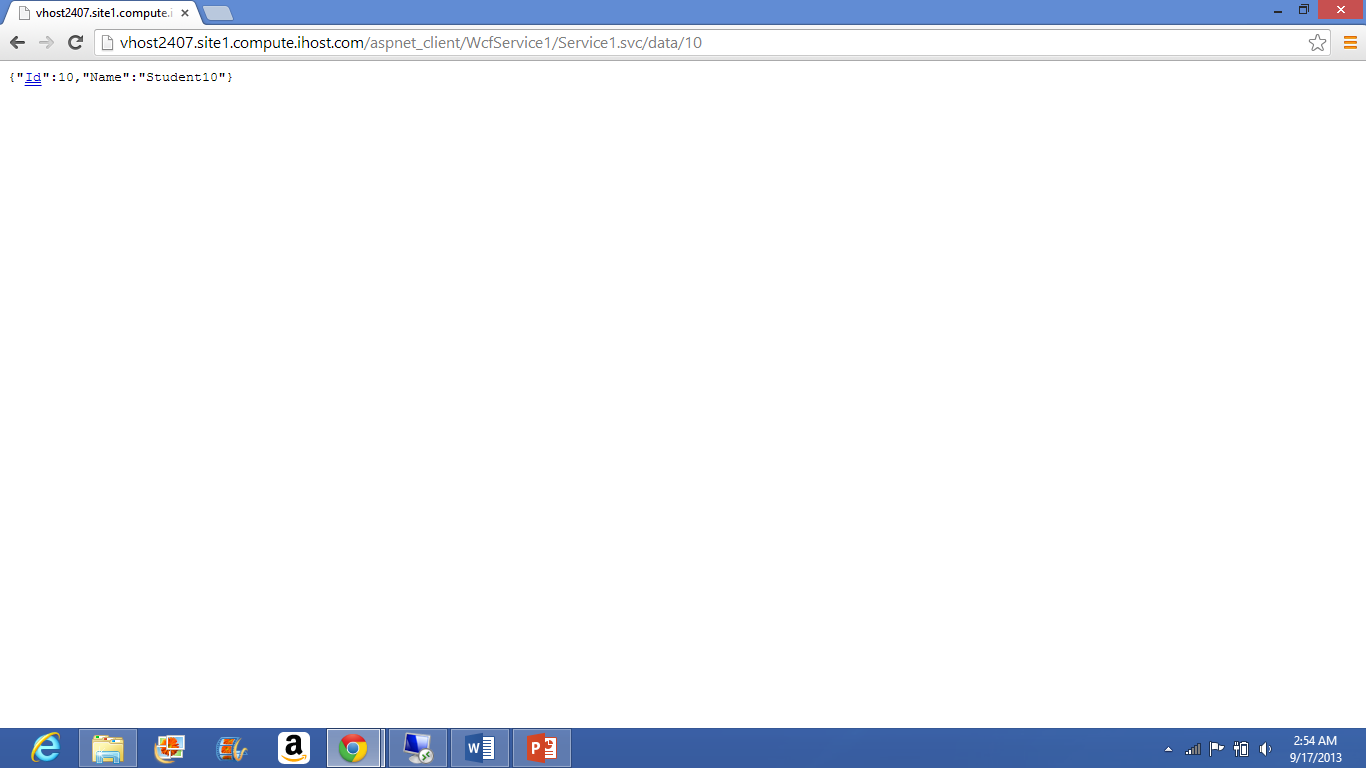 vhost2407.site1.compute.i
vhost2407.site1.compute.ihost.com/aspnet_client/WcfService1/Service1.svc/data/10
{"Id":10,"Name":"Student10"}
2:54 AM
9/17/2013